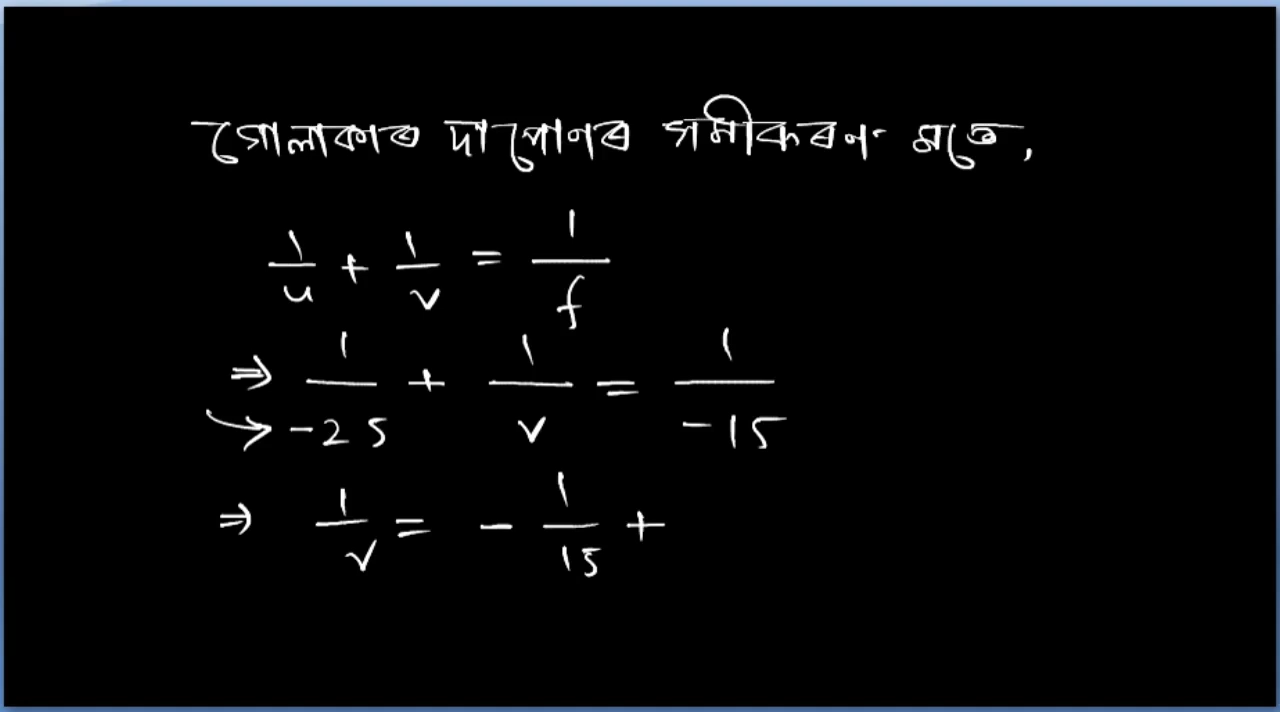 গোলাকাৰ দাপোণৰ সমীকৰণ মতে,
1/u + 1/v = 1/f
⇒ 1/-25 + 1/v = 1/-15
⇒ 1/v = - 1/15 +